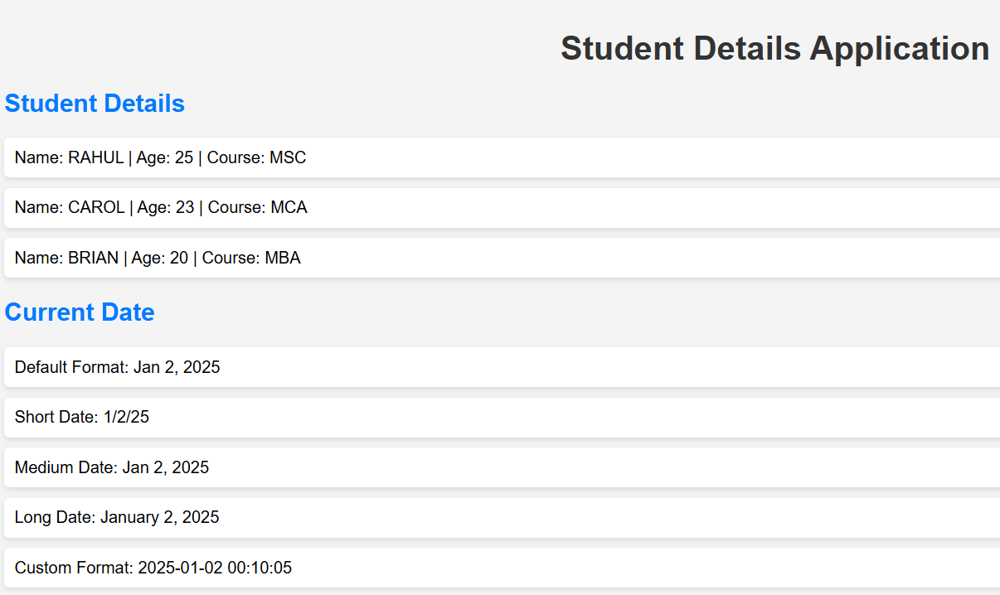 Student Details Application
Student Details
Name: RAHUL | Age: 25 | Course: MSC
Name: CAROL | Age: 23 | Course: MCA
Name: BRIAN | Age: 20 | Course: MBA
Current Date
Default Format: Jan 2, 2025
Short Date: 1/2/25
Medium Date: Jan 2, 2025
Long Date: January 2, 2025
Custom Format: 2025-01-02 00:10:05